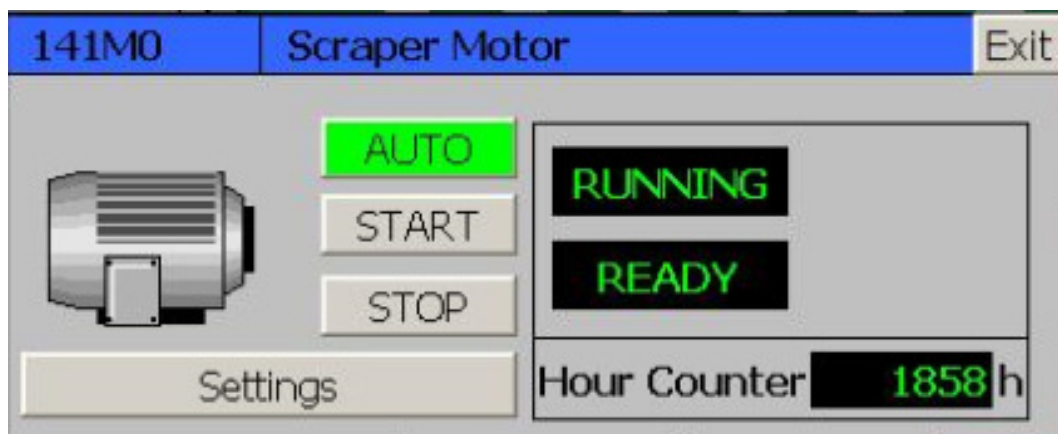 141M0 Scraper Motor Exit
AUTO
START
STOP
Settings
RUNNING
READY
Hour Counter 1858 h